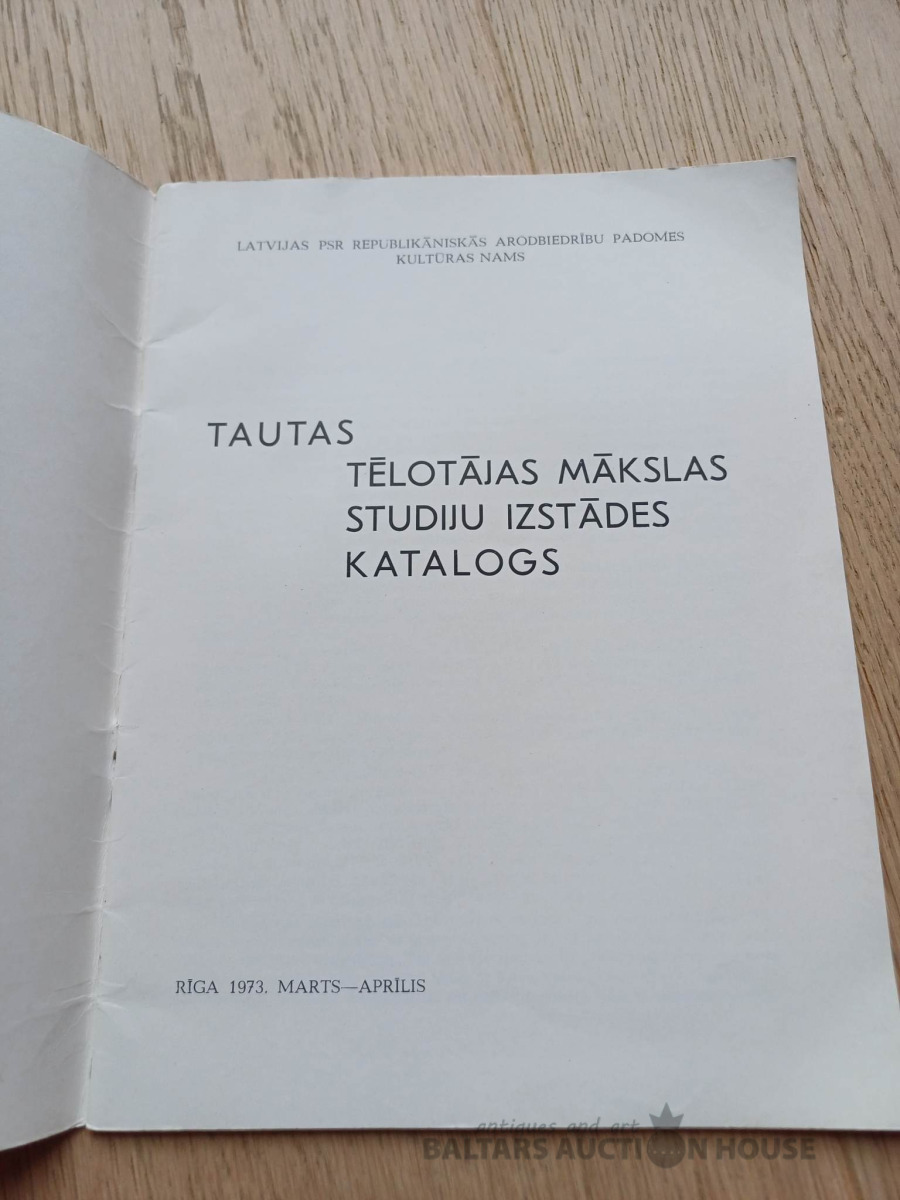 LATVIJAS PSR REPUBLIKĀNISKĀS ARODBIEDRĪBU PADOMES
KULTŪRAS NAMS
TAUTAS
TĒLOTĀJAS MĀKSLAS
STUDIJU IZSTĀDES
KATALOGS
RĪGA 1973. MARTS—APRĪLIS
antiques and art
BALTARS AUCTION HOUSE